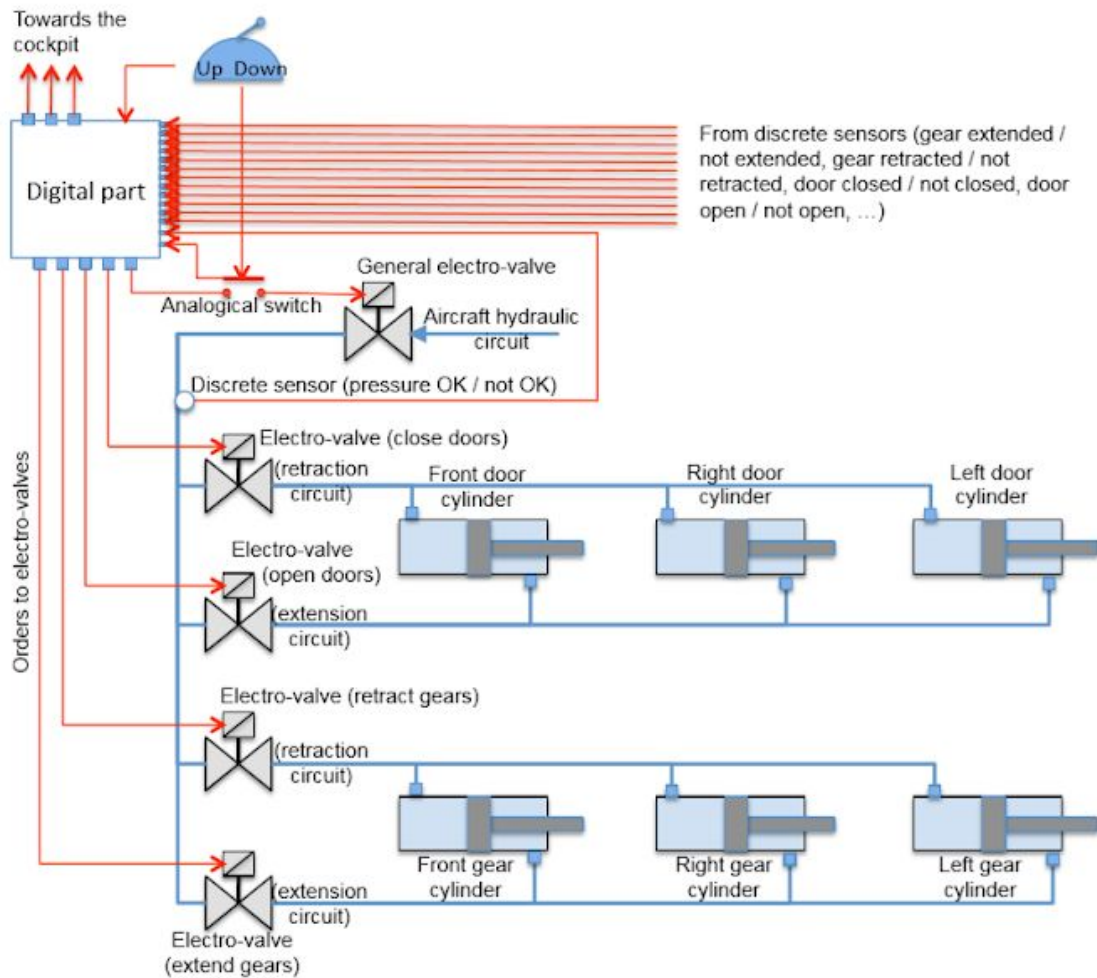 Towards the
cockpit
Up Down
Digital part
From discrete sensors (gear extended /
not extended, gear retracted / not
retracted, door closed / not closed, door
open / not open, ...)
General electro-valve
Analogical switch
Aircraft hydraulic
circuit
Discrete sensor (pressure OK / not OK)
Orders to electro-valves
Electro-valve (close doors)
(retraction
circuit)
Front door
cylinder
Right door
cylinder
Left door
cylinder
Electro-valve
(open doors)
(extension
circuit)
Electro-valve (retract gears)
(retraction
circuit)
Front gear
cylinder
Right gear
cylinder
Left gear
cylinder
(extension
circuit)
Electro-valve
(extend gears)